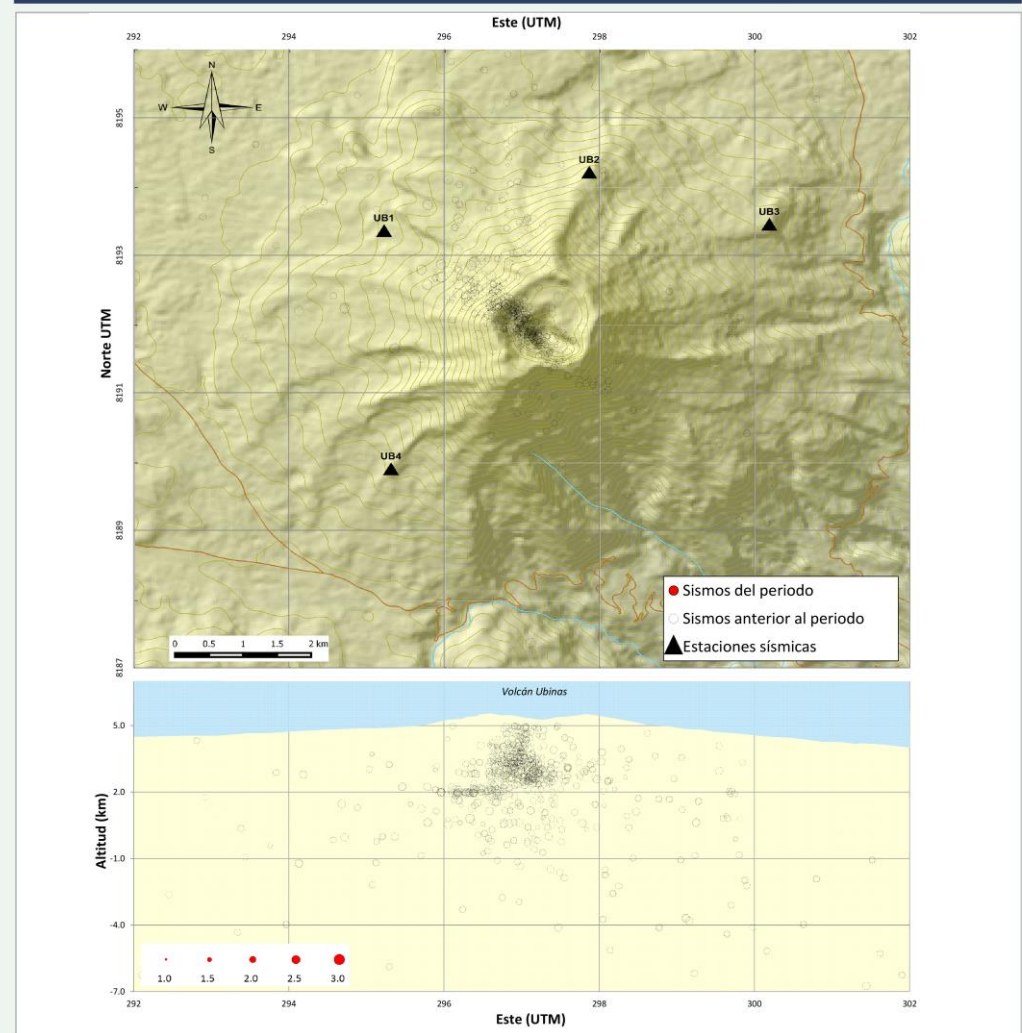 Este (UTM)
292 294 296 298 300 302
N
W E
S
8195
UB2
UB1
UB3
8193
Norte UTM
8191
UB4
8189
Sismos del periodo
Sismos anterior al periodo
Estaciones sísmicas
0 0.5 1 1.5 2 km
8187
Volcán Ubinas
5.0
2.0
Altitud (km)
-1.0
-4.0
1.0 1.5 2.0 2.5 3.0
-7.0
292 294 296 298 300 302
Este (UTM)